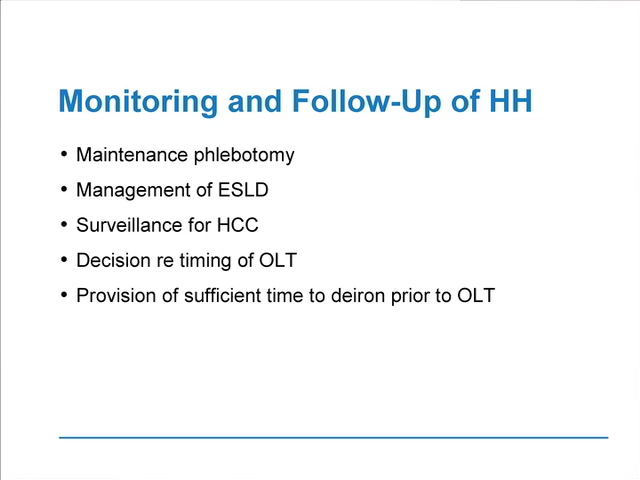 Monitoring and Follow-Up of HH
• Maintenance phlebotomy
• Management of ESLD
• Surveillance for HCC
• Decision re timing of OLT
• Provision of sufficient time to deiron prior to OLT